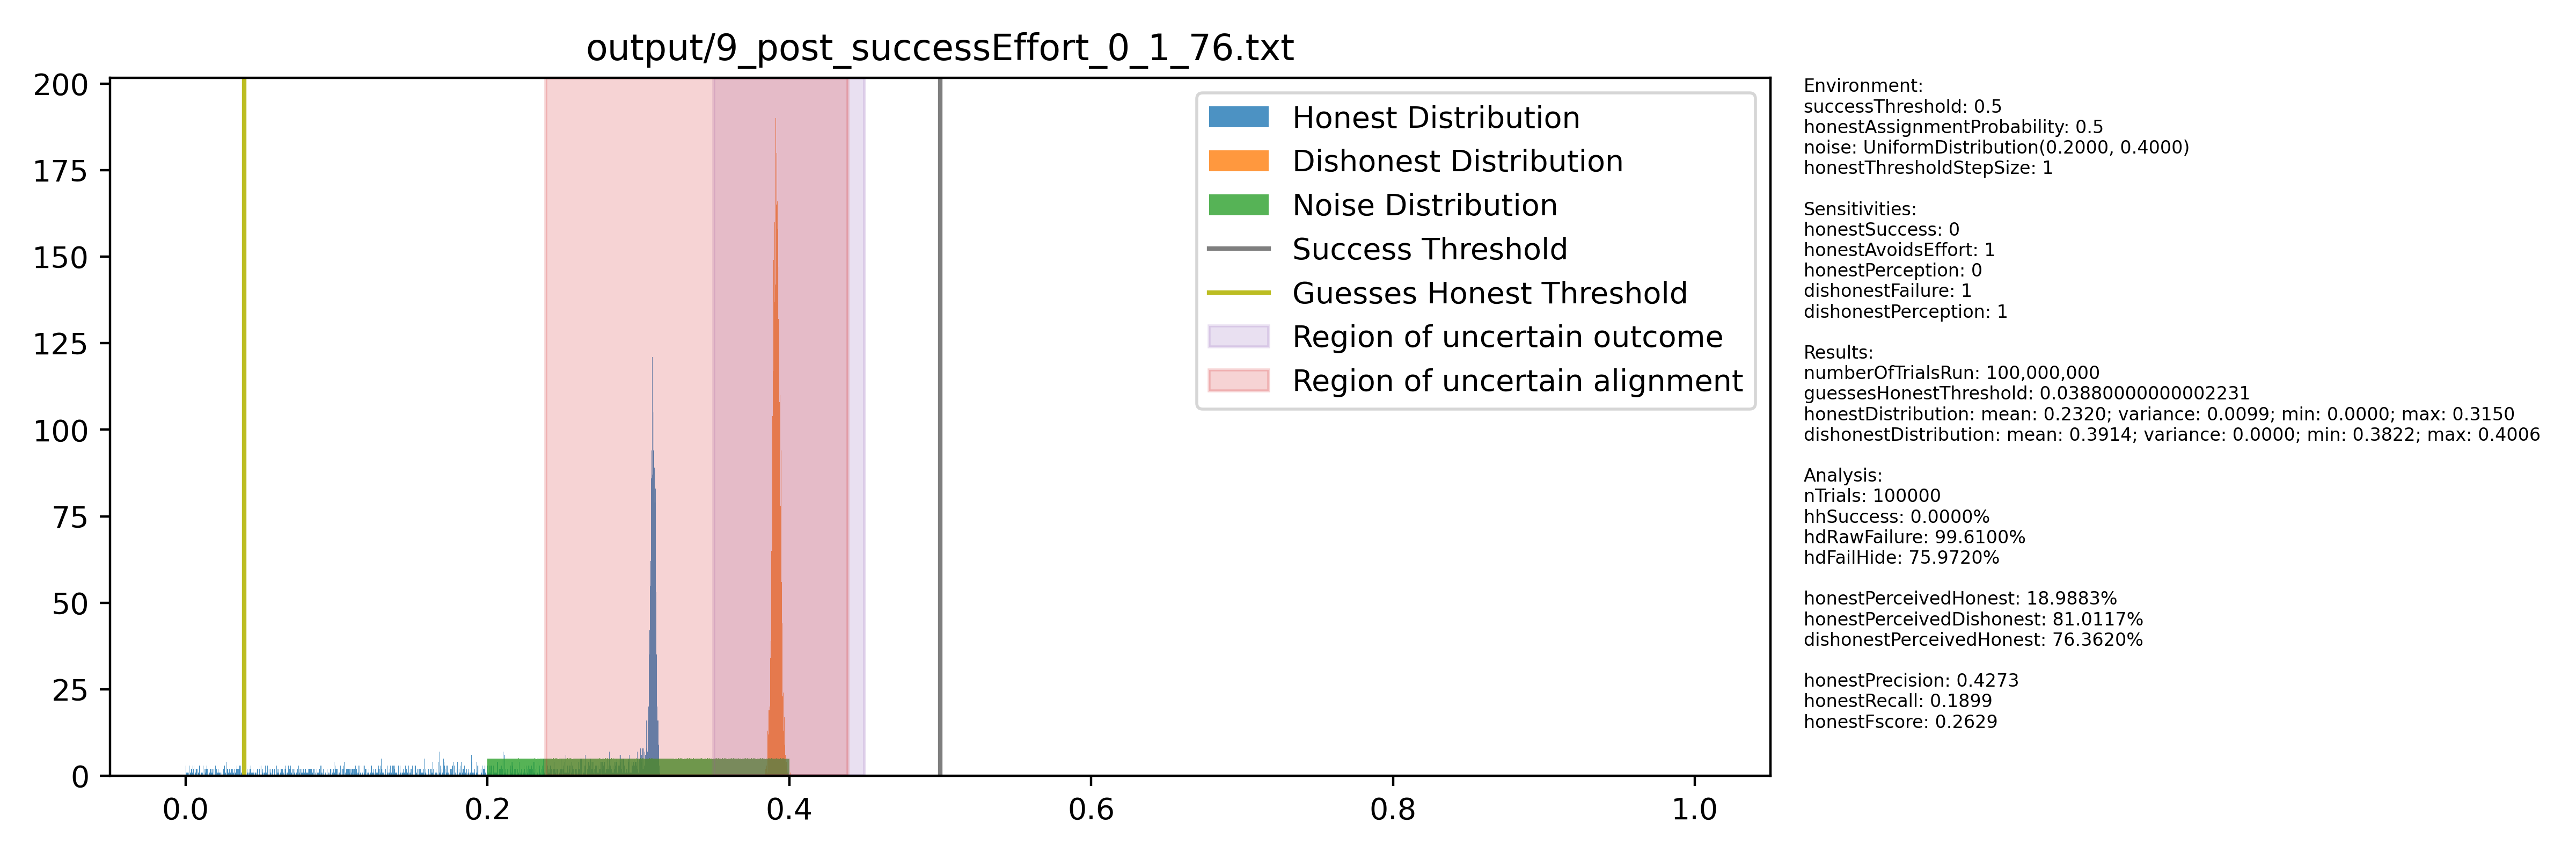 output/9_post_successEffort_0_1_76.txt
200
175
150
125
100
75
50
25
0
0.0
0.2
0.4
0.6
0.8
1.0
Honest Distribution
Dishonest Distribution
Noise Distribution
Success Threshold
Guesses Honest Threshold
Region of uncertain outcome
Region of uncertain alignment
Environment:
successThreshold: 0.5
honestAssignmentProbability: 0.5
noise: UniformDistribution(0.2000, 0.4000)
honestThresholdStepSize: 1
Sensitivities:
honestSuccess: 0
honestAvoidsEffort: 1
honestPerception: 0
dishonestFailure: 1
dishonestPerception: 1
Results:
numberOfTrialsRun: 100,000,000
guessesHonestThreshold: 0.03880000000002231
honestDistribution: mean: 0.2320; variance: 0.0099; min: 0.0000; max: 0.3150
dishonestDistribution: mean: 0.3914; variance: 0.0000; min: 0.3822; max: 0.4006
Analysis:
nTrials: 100000
hhSuccess: 0.0000%
hdRawFailure: 99.6100%
hdFailHide: 75.9720%
honestPerceivedHonest: 18.9883%
honestPerceivedDishonest: 81.0117%
dishonestPerceivedHonest: 76.3620%
honestPrecision: 0.4273
honestRecall: 0.1899
honestFscore: 0.2629